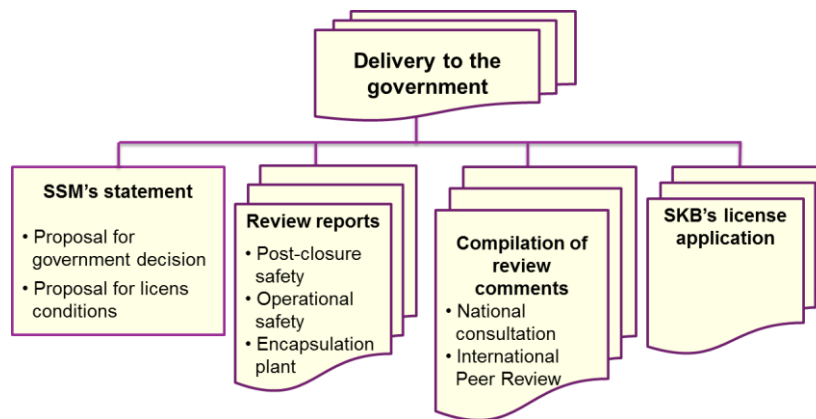 Delivery to the
government
SSM's statement
• Proposal for
government decision
• Proposal for licens
conditions
Review reports
• Post-closure
safety
• Operational
safety
• Encapsulation
plant
Compilation of
review
comments
• National
consultation
• International
Peer Review
SKB's license
application